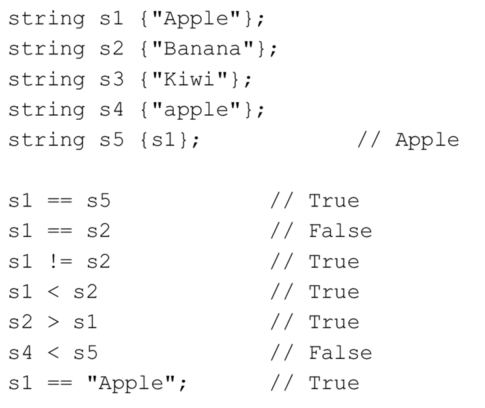 string s1 {"Apple"};
string s2 {"Banana"};
string s3 {"Kiwi"};
string s4 {"apple"};
string s5 {s1};                // Apple

s1 == s5                // True
s1 == s2                // False
s1 != s2                // True
s1 < s2                 // True
s2 > s1                 // True
s4 < s5                 // False
s1 == "Apple";          // True